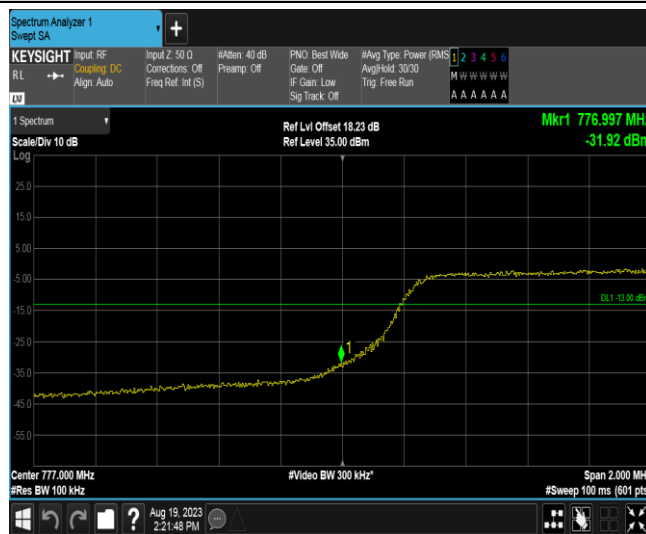 Spectrum Analyzer 1
Swept SA
KEYSIGHT
RL
LXI
Input: RF
Coupling: DC
Align: Auto
Input Z: 50 Ω
Corrections: Off
Freq Ref: Int (S)
#Atten: 40 dB
Preamp: Off
PNO: Best Wide
Gate: Off
IF Gain: Low
Sig Track: Off
#Avg Type: Power (RMS
Avg|Hold: 30/30
Trig: Free Run
1 2 3 4 5 6
M W W W W W
A A A A A A
1 Spectrum
Scale/Div 10 dB
Ref Lvl Offset 18.23 dB
Ref Level 35.00 dBm
Mkr1 776.997 MHz
-31.92 dBm
Log
25.0
15.0
5.00
-5.00
-15.0
-25.0
-35.0
-45.0
-55.0
DL1 -13.00 dBm
1
Center 777.000 MHz
#Res BW 100 kHz
#Video BW 300 kHz*
Span 2.000 MH
#Sweep 100 ms (601 pts
?
Aug 19, 2023
2:21:48 PM